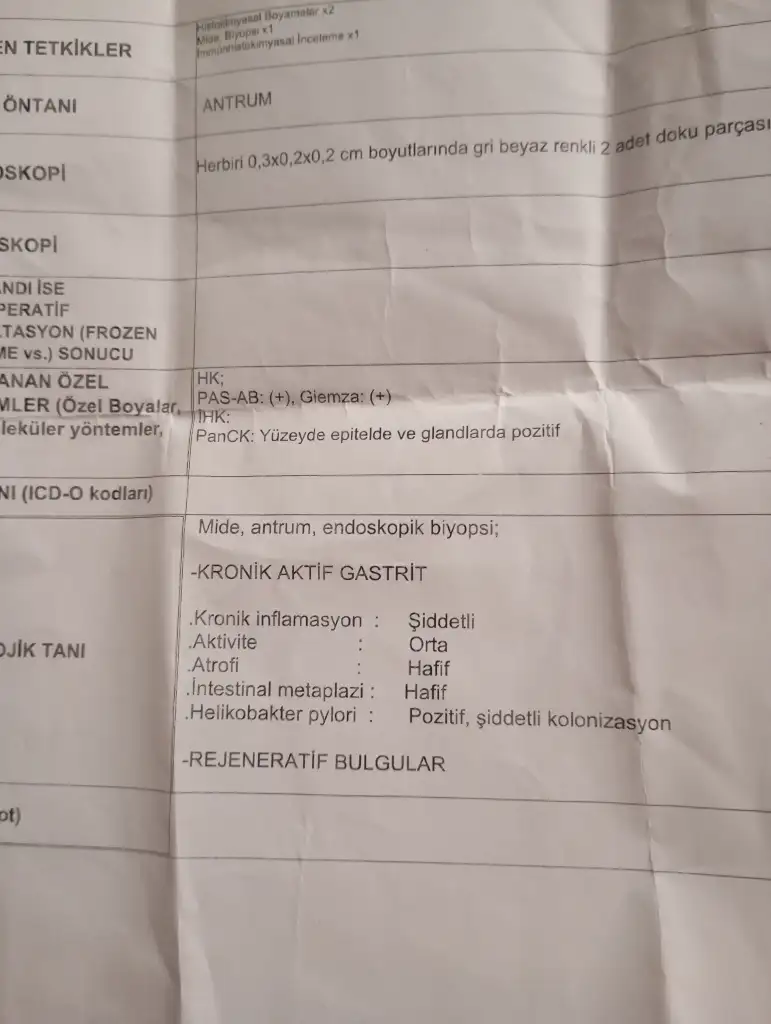 Histokimyasal Boyamalar x2
Mide, Biyopsi x1
İmmünhistokimyasal İnceleme x1
EN TETKİKLER
ÖNTANI
ANTRUM
OSKOPİ
Herbiri 0,3x0,2x0,2 cm boyutlarında gri beyaz renkli 2 adet doku parçası
SKOPİ
ANDI İSE
PERATİF
TASYON (FROZEN
ME vs.) SONUCU
ANAN ÖZEL
MLER (Özel Boyalar,
leküler yöntemler,
HK;
PAS-AB: (+), Giemza: (+)
İHK:
PanCK: Yüzeyde epitelde ve glandlarda pozitif
NI (ICD-O kodları)
Mide, antrum, endoskopik biyopsi;
-KRONİK AKTİF GASTRİT
.Kronik inflamasyon : Şiddetli
.Aktivite : Orta
.Atrofi : Hafif
.İntestinal metaplazi : Hafif
.Helikobakter pylori : Pozitif, şiddetli kolonizasyon
OJİK TANI
-REJENERATİF BULGULAR
ot)